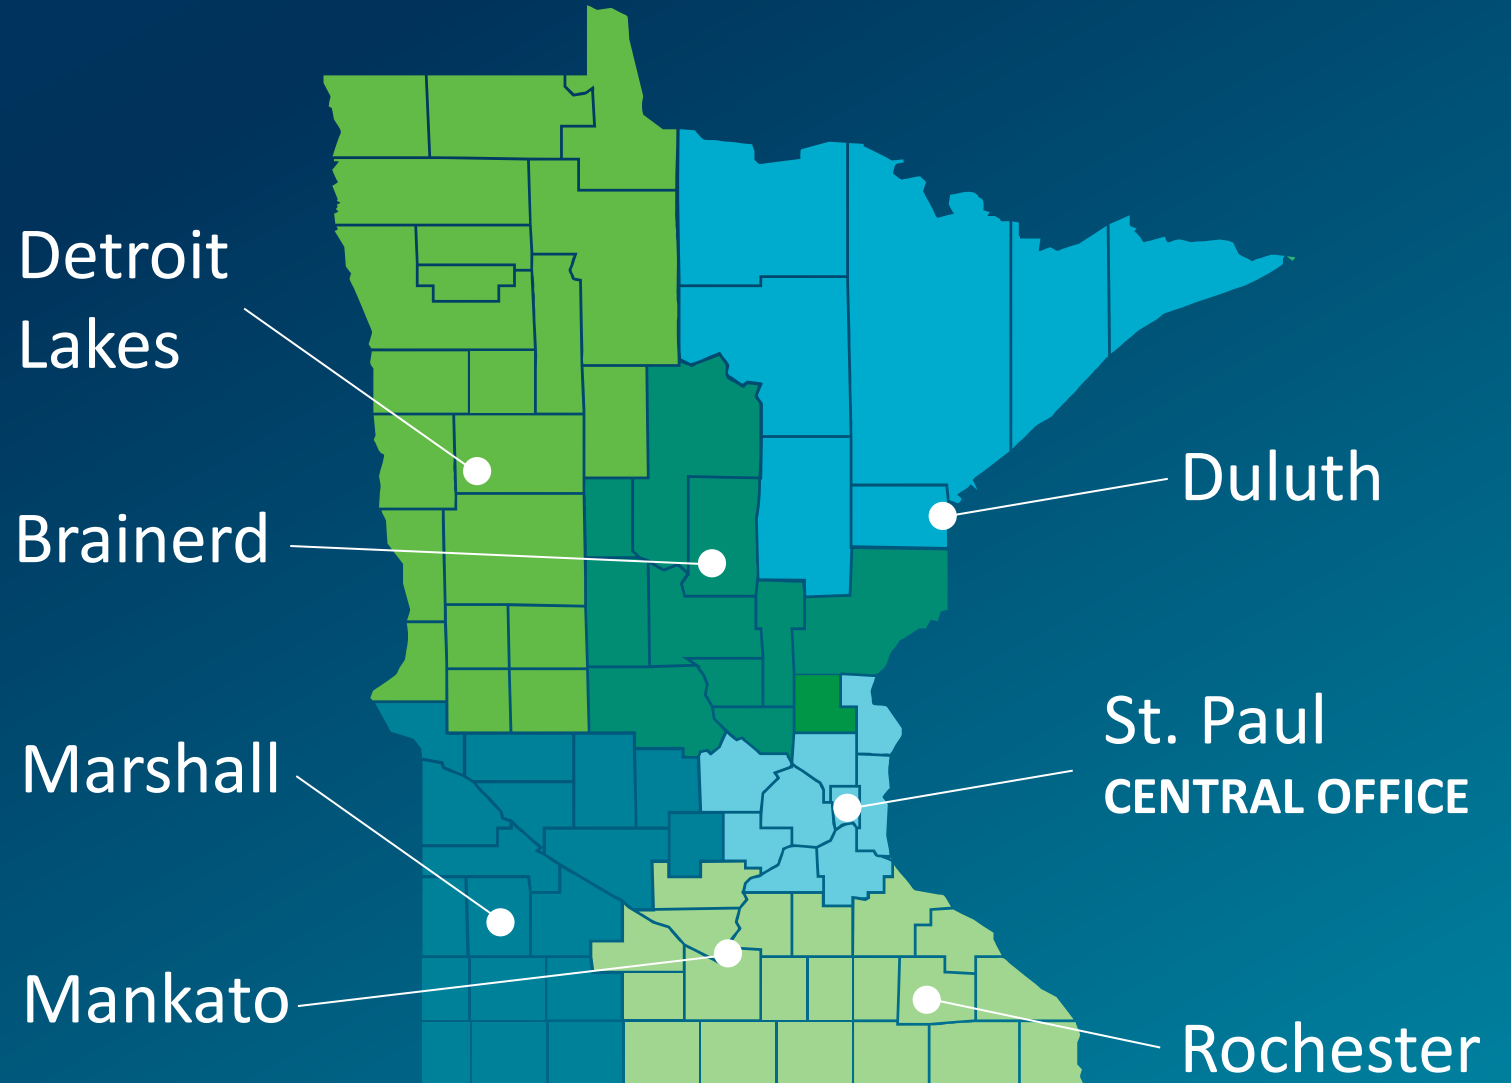 Detroit
Lakes
Brainerd
Duluth
St. Paul
CENTRAL OFFICE
Marshall
Mankato
Rochester